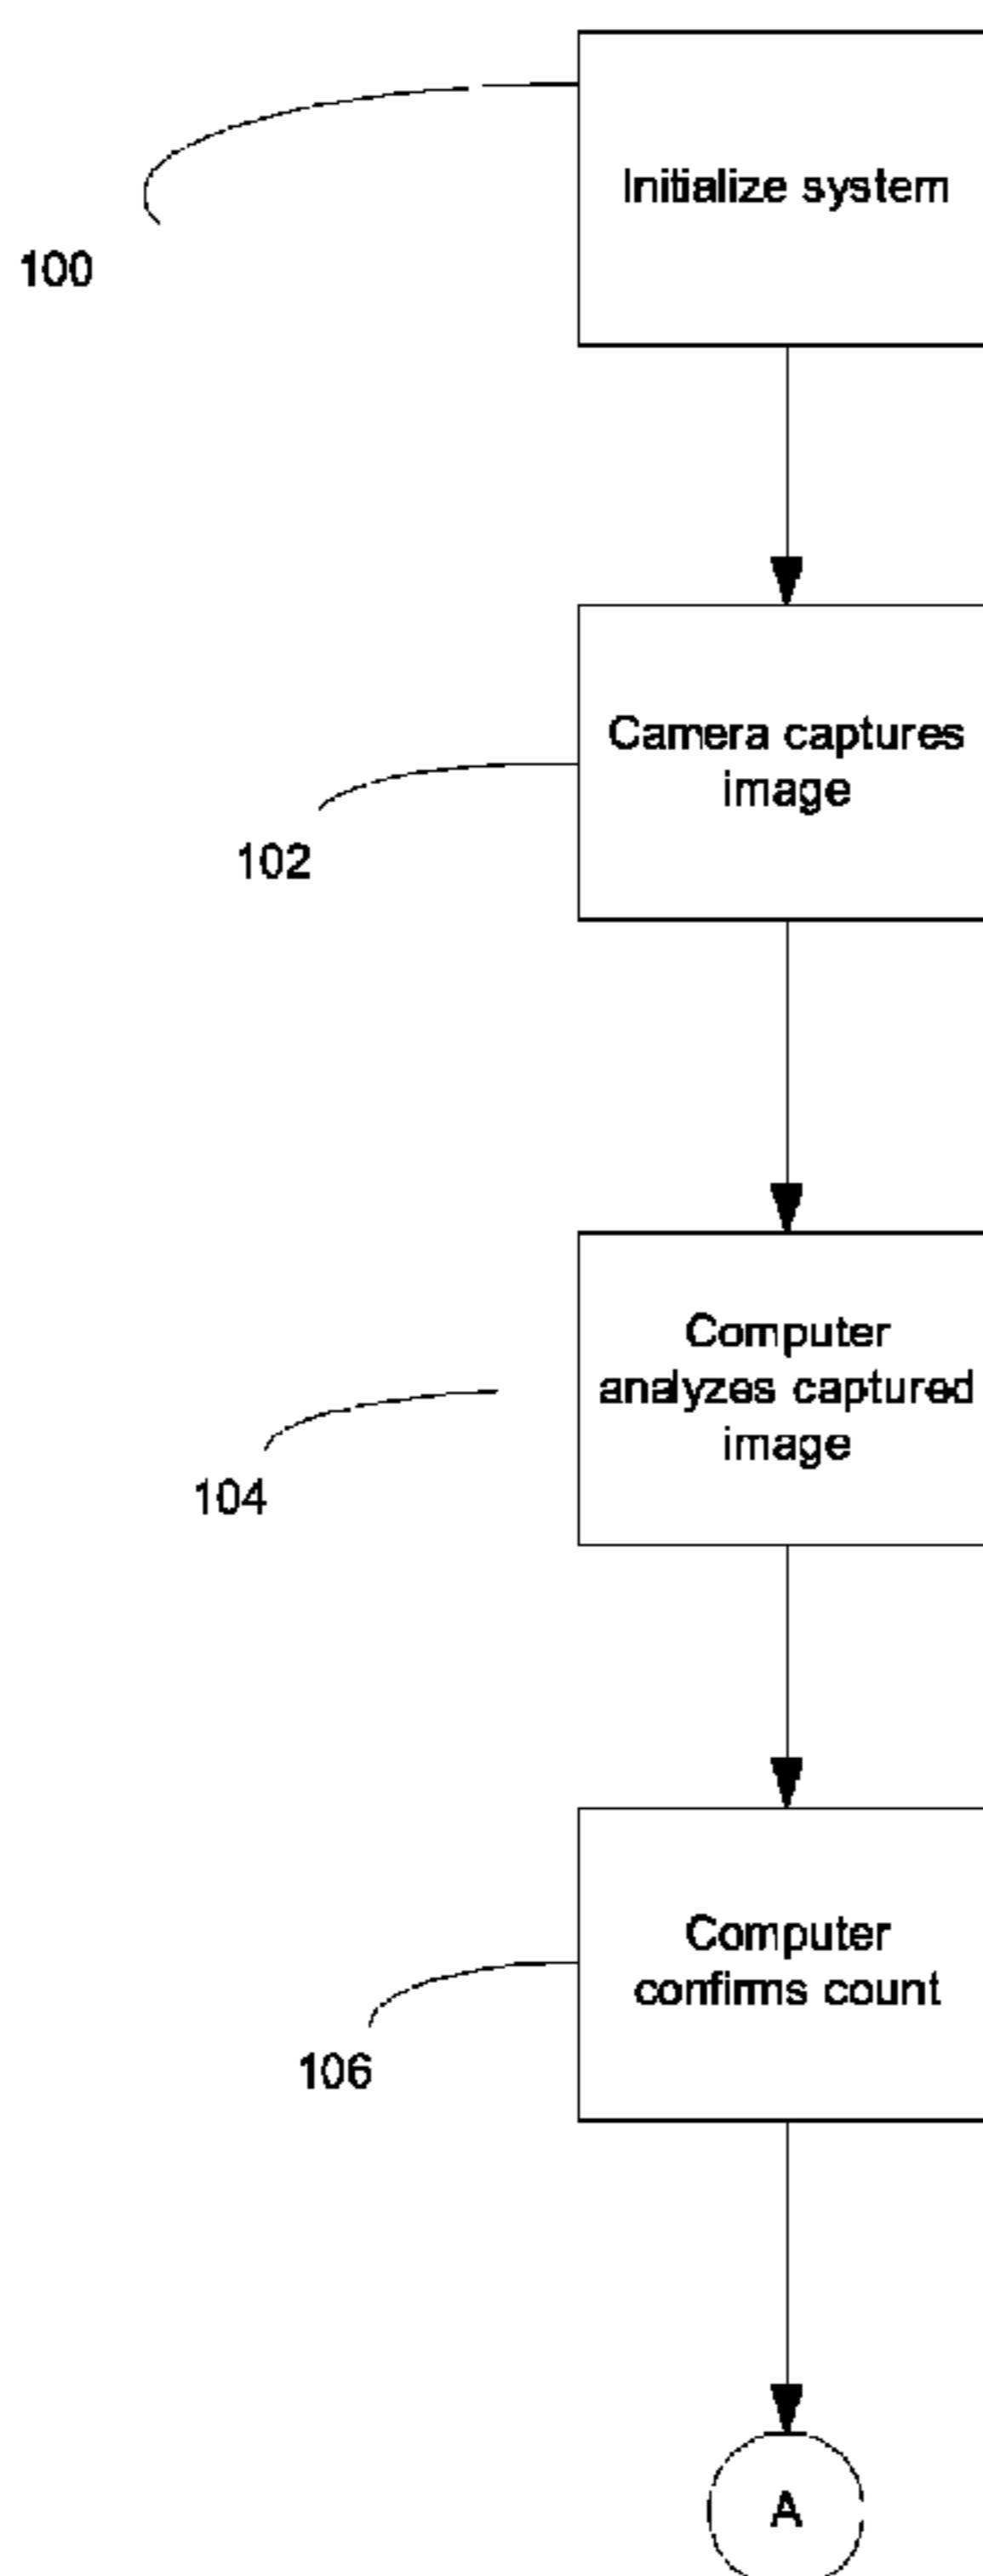 Initialize system
100
Camera captures
image
102
Computer
analyzes captured
image
104
Computer
confirms count
106
A